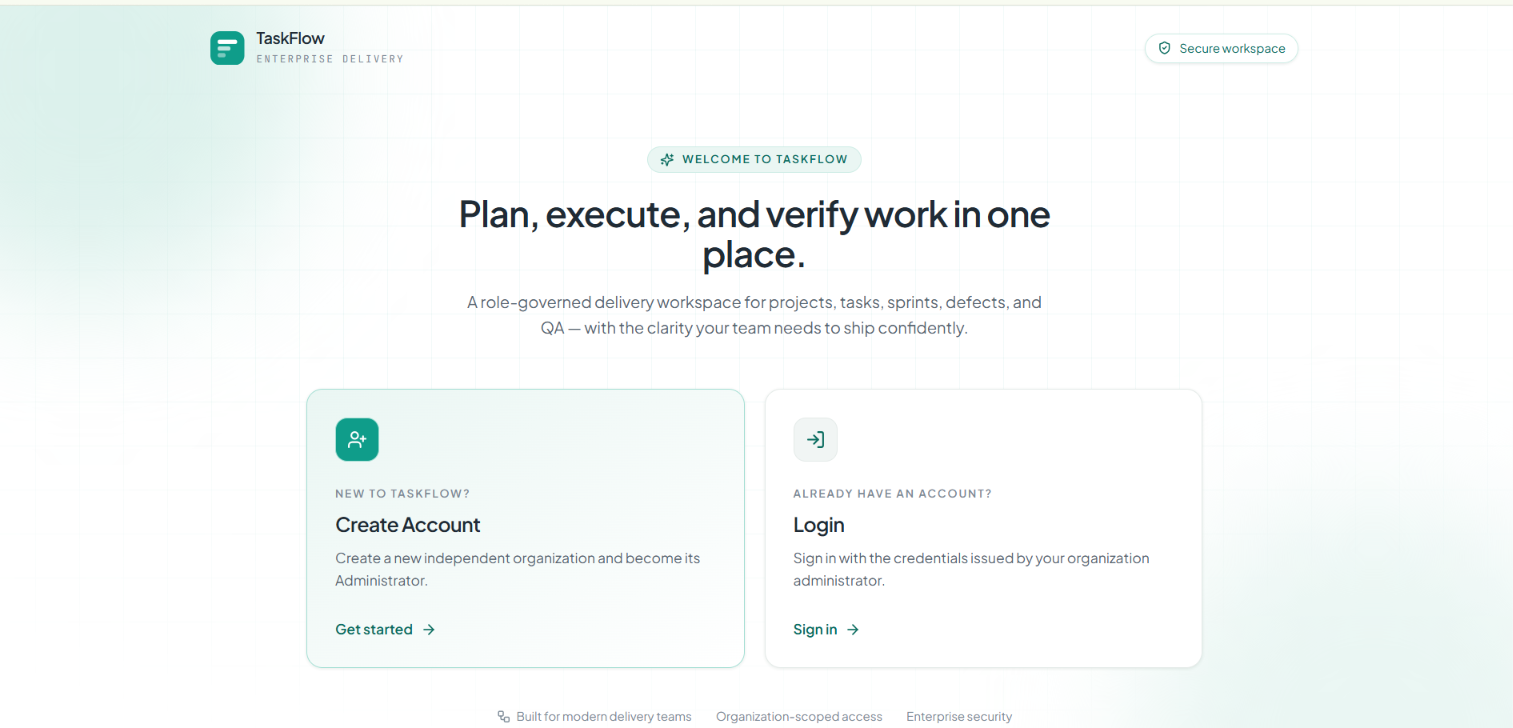 TaskFlow
ENTERPRISE DELIVERY
Secure workspace
WELCOME TO TASKFLOW
Plan, execute, and verify work in one
place.
A role-governed delivery workspace for projects, tasks, sprints, defects, and
QA — with the clarity your team needs to ship confidently.
NEW TO TASKFLOW?
Create Account
Create a new independent organization and become its
Administrator.
Get started
ALREADY HAVE AN ACCOUNT?
Login
Sign in with the credentials issued by your organization
administrator.
Sign in
Built for modern delivery teams
Organization-scoped access
Enterprise security